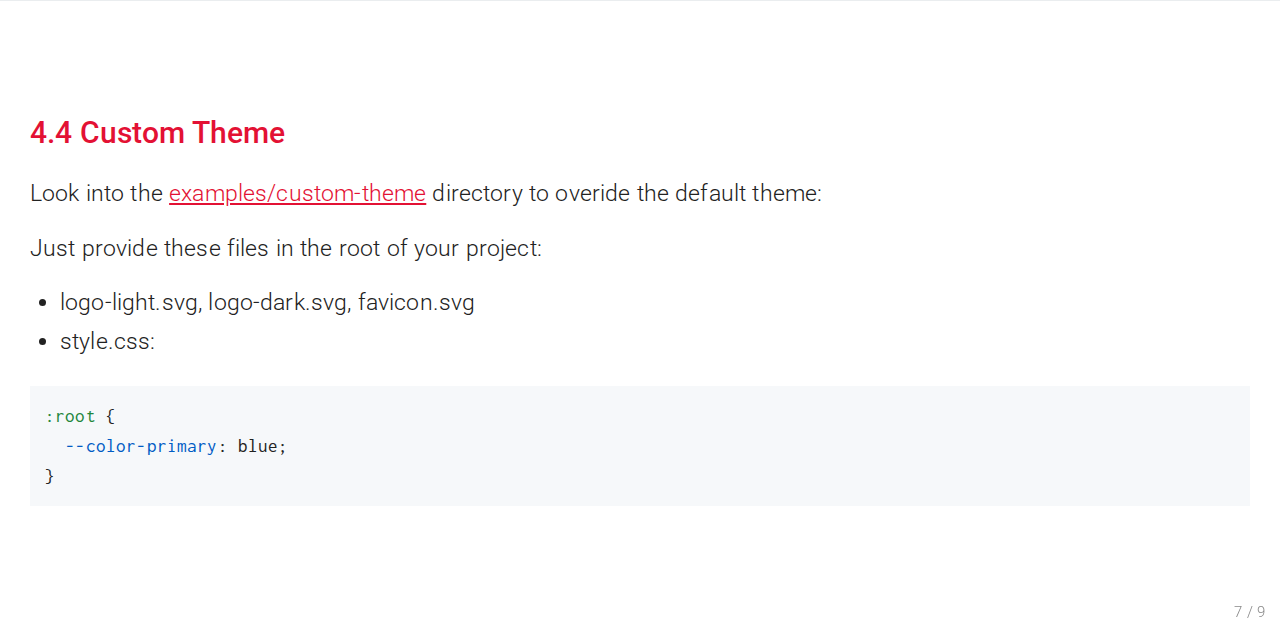 4.4 Custom Theme
Look into the examples/custom-theme directory to overide the default theme:
Just provide these files in the root of your project:
• logo-light.svg, logo-dark.svg, favicon.svg
• style.css:
:root {
  --color-primary: blue;
}
7 / 9